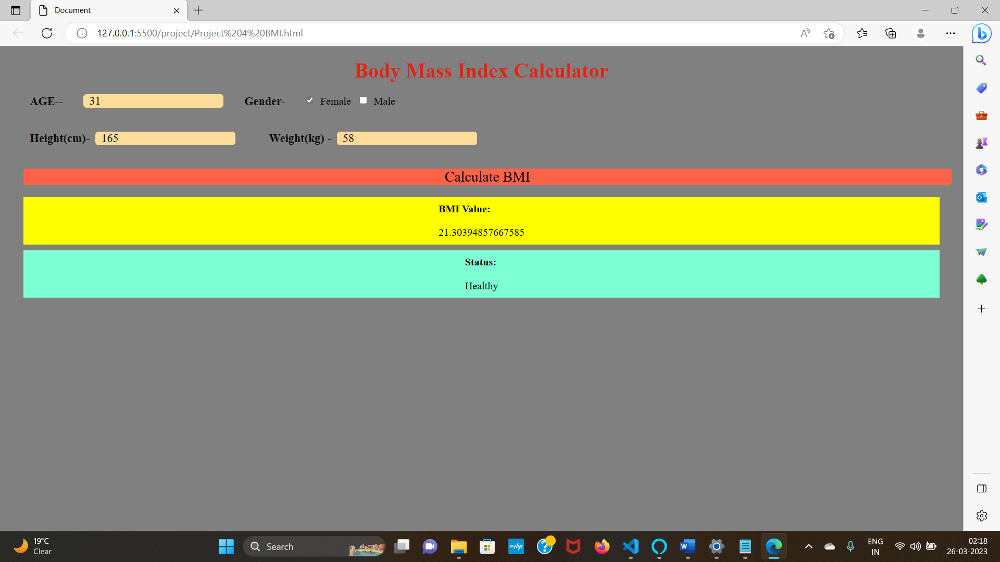 Document
127.0.0.1:5500/project/Project%204%20BMI.html
Body Mass Index Calculator
AGE-- 31 Gender- Female Male
Height(cm)- 165 Weight(kg) - 58
Calculate BMI
BMI Value:
21.30394857667585
Status:
Healthy
19°C
Clear
Search
myhp
ENG
IN
02:18
26-03-2023